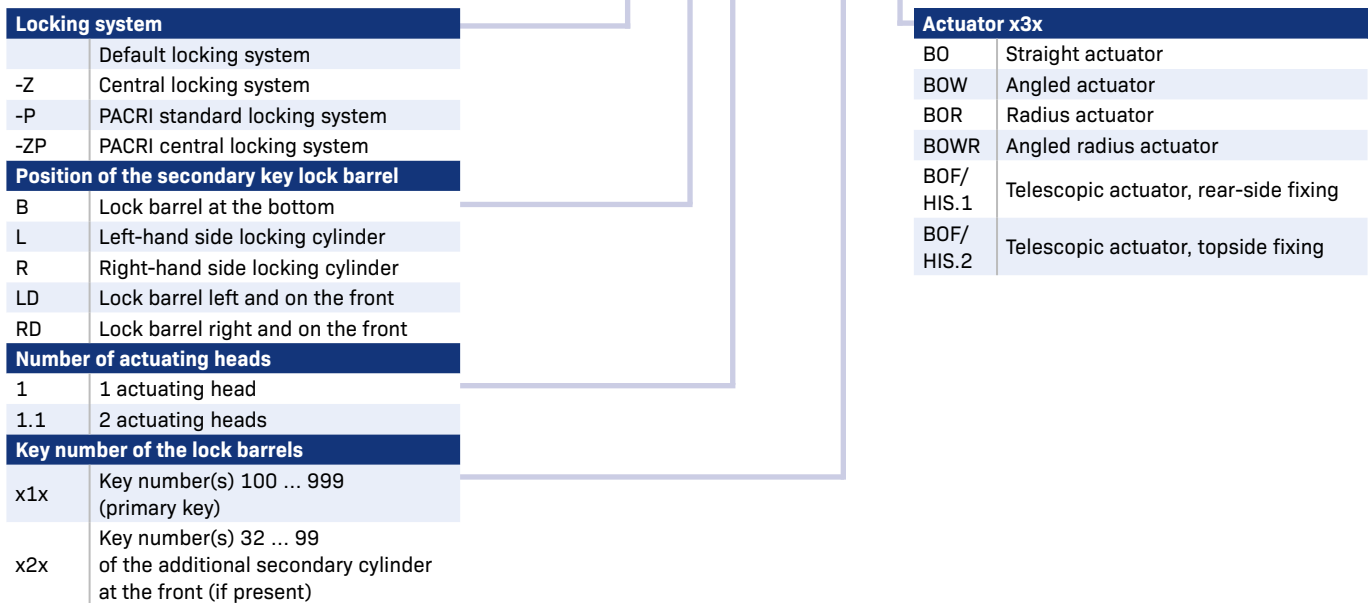 Locking system
Default locking system
-Z Central locking system
-P PACRI standard locking system
-ZP PACRI central locking system
Position of the secondary key lock barrel
B Lock barrel at the bottom
L Left-hand side locking cylinder
R Right-hand side locking cylinder
LD Lock barrel left and on the front
RD Lock barrel right and on the front
Number of actuating heads
1 1 actuating head
1.1 2 actuating heads
Key number of the lock barrels
x1x Key number(s) 100 ... 999
(primary key)
x2x Key number(s) 32 ... 99
of the additional secondary cylinder
at the front (if present)
Actuator x3x
BO Straight actuator
BOW Angled actuator
BOR Radius actuator
BOWR Angled radius actuator
BOF/
HIS.1 Telescopic actuator, rear-side fixing
BOF/
HIS.2 Telescopic actuator, topside fixing